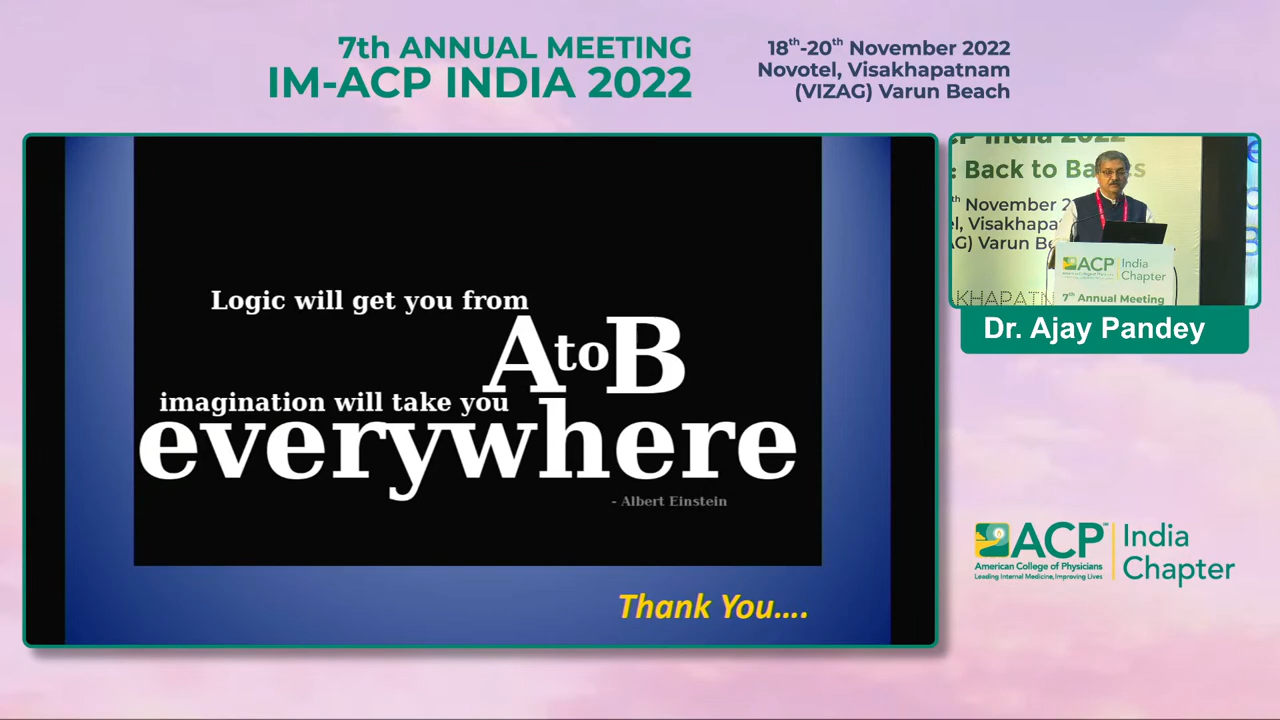 7th ANNUAL MEETING
IM-ACP INDIA 2022
18th-20th November 2022
Novotel, Visakhapatnam
(VIZAG) Varun Beach
Logic will get you from
A to B
imagination will take you
everywhere
- Albert Einstein
Thank You....
India 2022
: Back to Ba
November 2
Visakhapa
Varun Be
ACP India
Chapter
7th Annual Meeting
Dr. Ajay Pandey
ACP India
American College of Physicians
Leading Internal Medicine, Improving Lives
Chapter